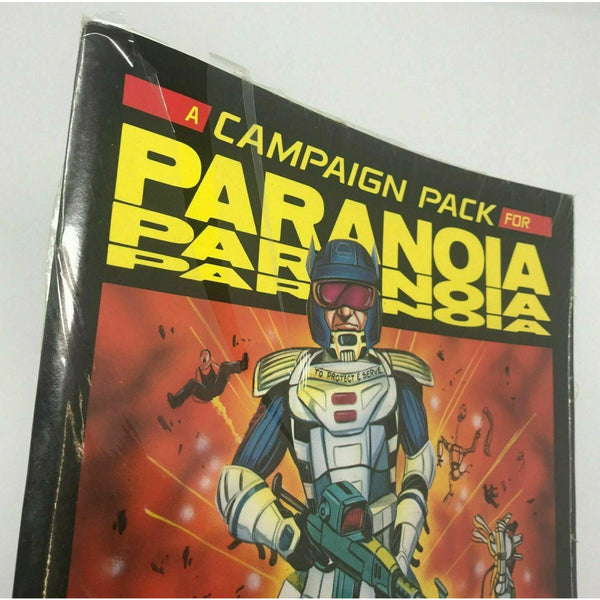 A CAMPAIGN PACK FOR
PARANOIA
PARANOIA
PARANOIA
TO PROTECT & SERVE